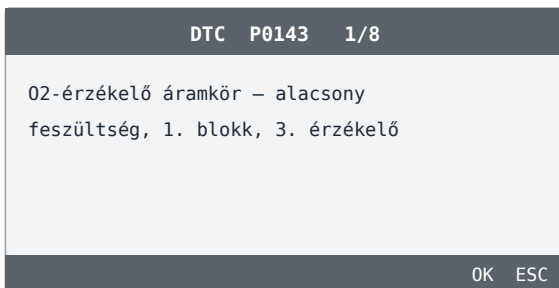 DTC P0143 1/8
O2-érzékelő áramkör – alacsony
feszültség, 1. blokk, 3. érzékelő
OK ESC